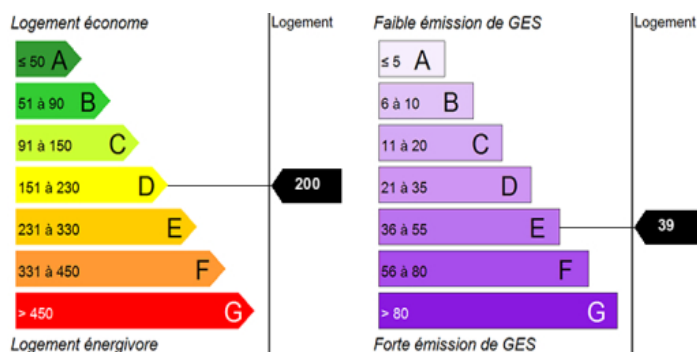 Logement économe
Logement
≤ 50 A
51 à 90 B
91 à 150 C
151 à 230 D
200
231 à 330 E
331 à 450 F
> 450 G
Logement énergivore
Faible émission de GES
Logement
≤ 5 A
6 à 10 B
11 à 20 C
21 à 35 D
36 à 55 E
39
56 à 80 F
> 80 G
Forte émission de GES